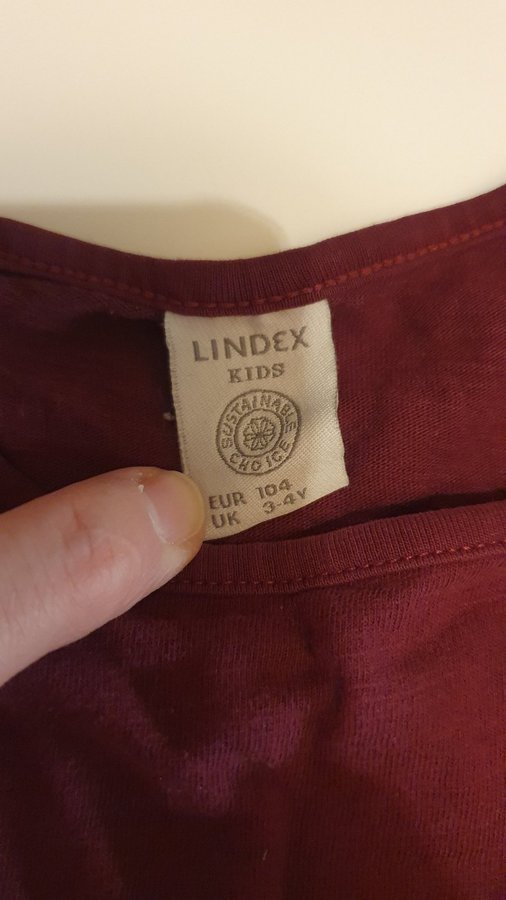 LINDEX
KIDS
SUSTAINABLE
CHOICE
EUR 104
UK 3-4Y